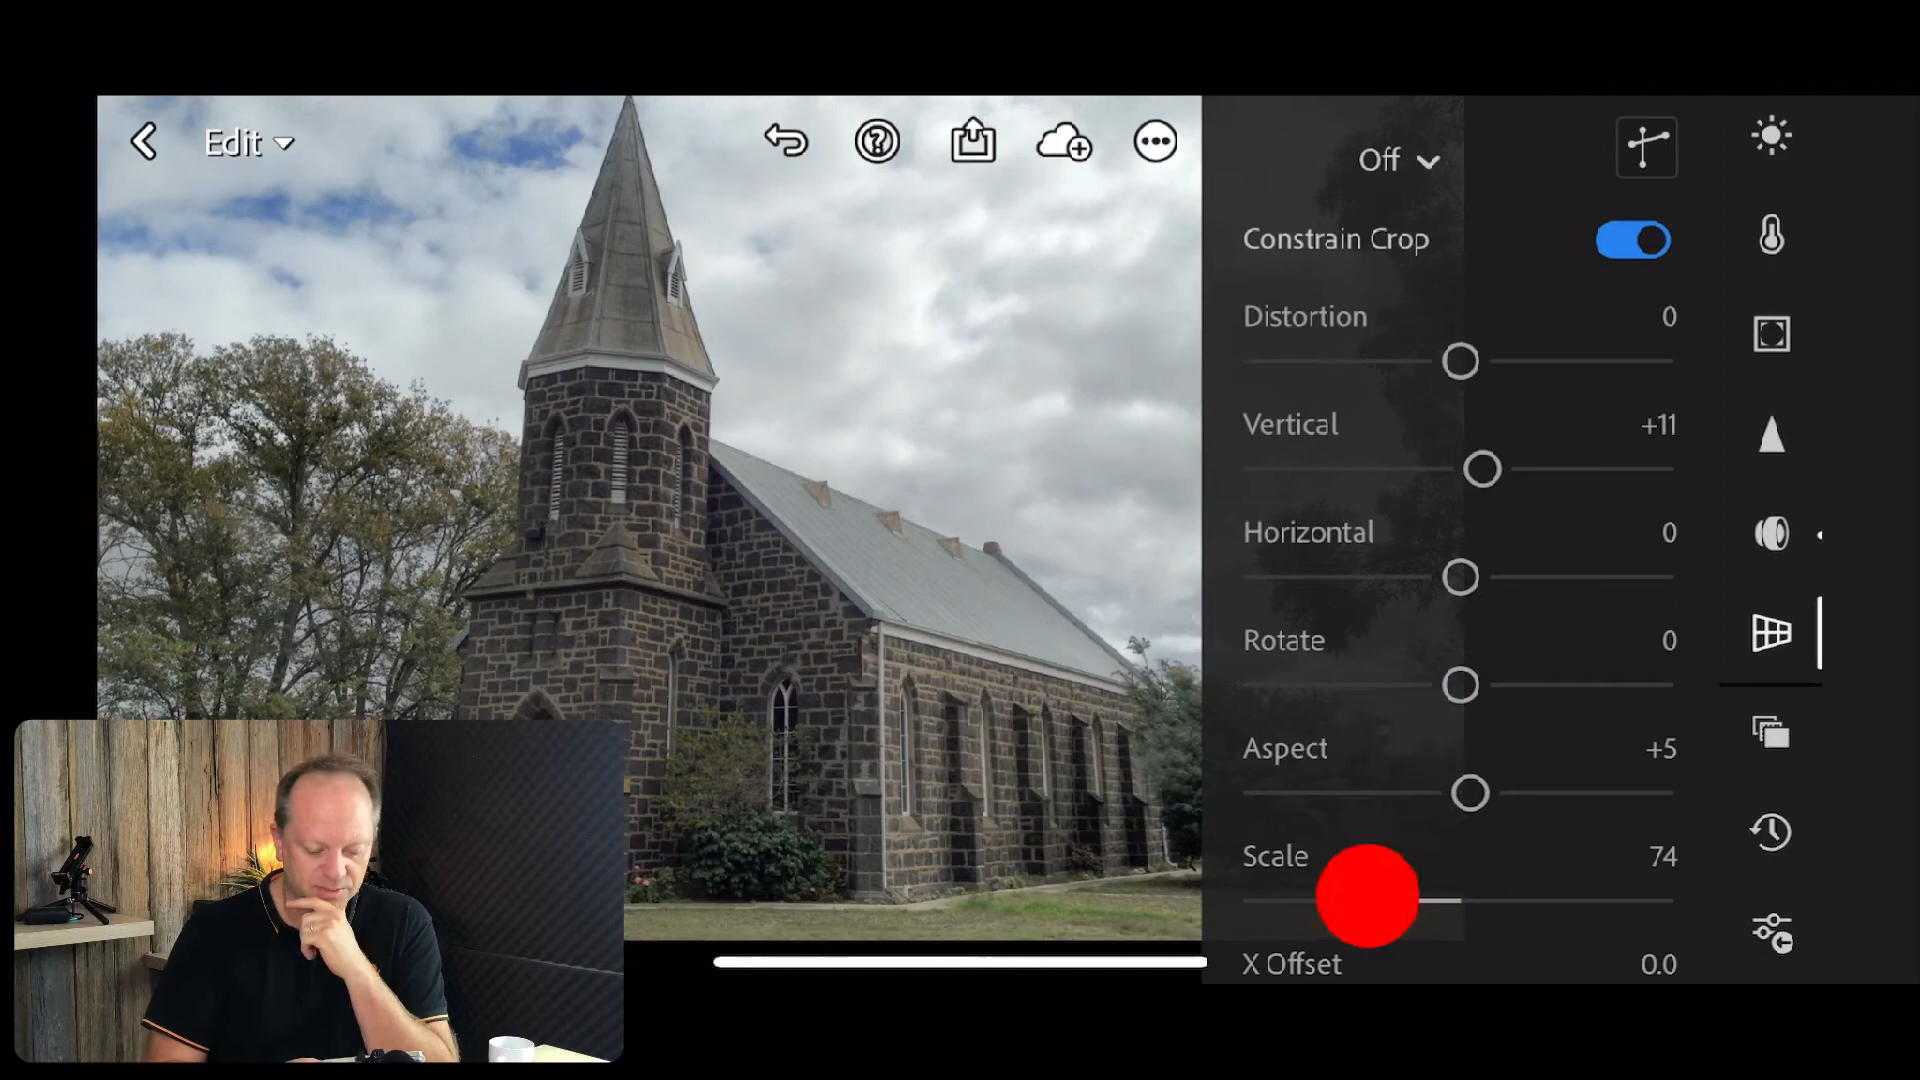 Edit
Off
Constrain Crop
Distortion 0
Vertical +11
Horizontal 0
Rotate 0
Aspect +5
Scale 74
X Offset 0.0